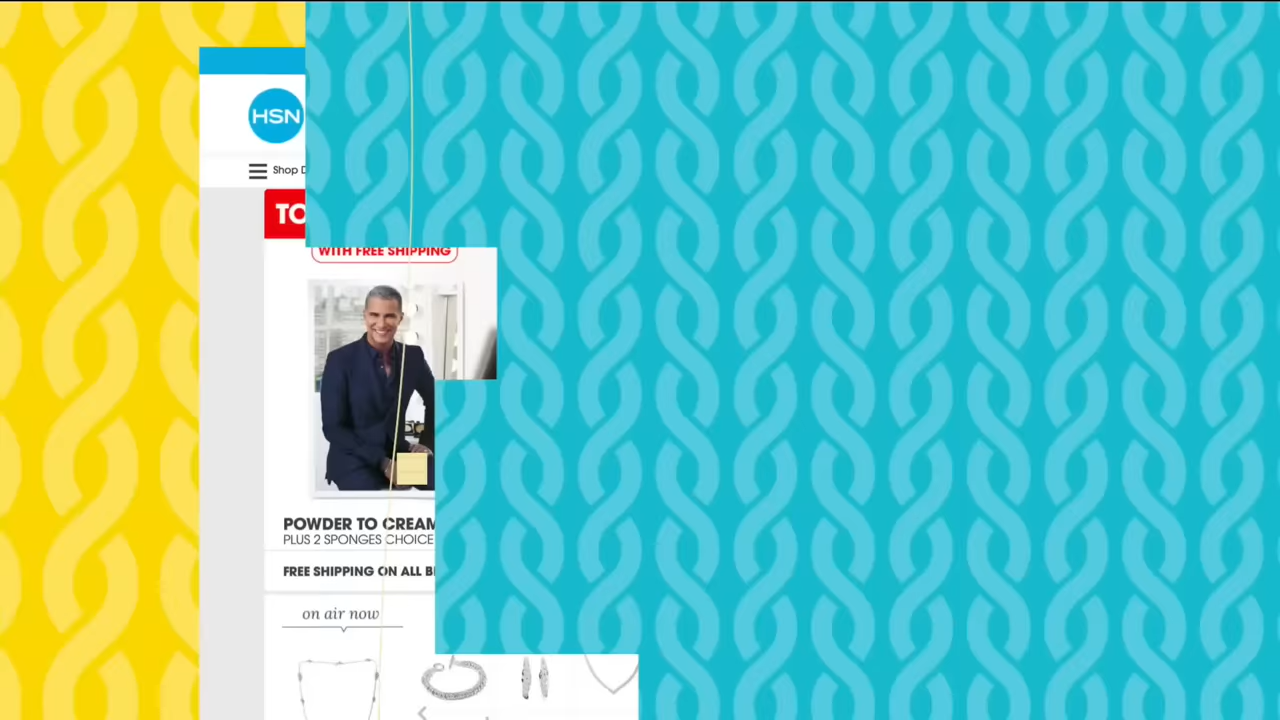 HSN
Shop D
TO
WITH FREE SHIPPING
POWDER TO CREAM
PLUS 2 SPONGES CHOICE
FREE SHIPPING ON ALL B
on air now